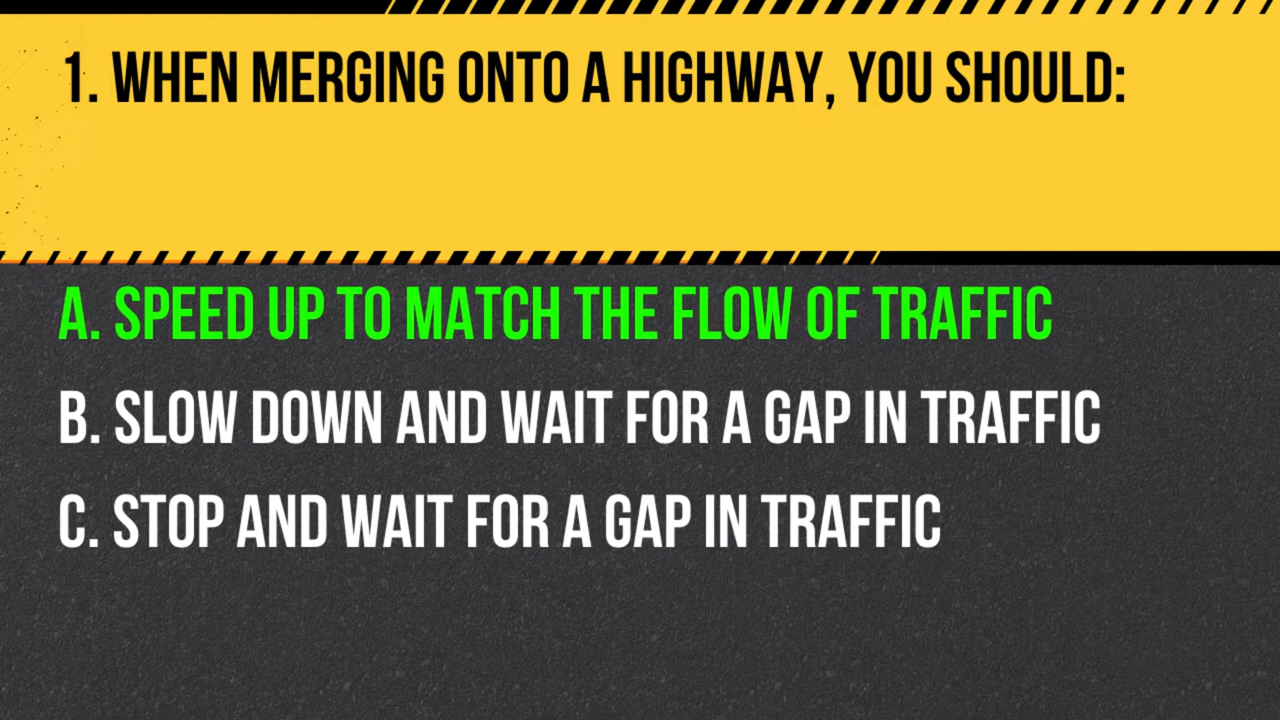 1. WHEN MERGING ONTO A HIGHWAY, YOU SHOULD:
A. SPEED UP TO MATCH THE FLOW OF TRAFFIC
B. SLOW DOWN AND WAIT FOR A GAP IN TRAFFIC
C. STOP AND WAIT FOR A GAP IN TRAFFIC